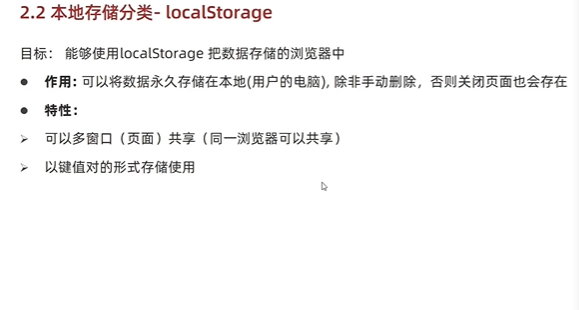 2.2 本地存储分类- localStorage
目标： 能够使用localStorage 把数据存储的浏览器中
作用: 可以将数据永久存储在本地(用户的电脑), 除非手动删除，否则关闭页面也会存在
特性：
可以多窗口（页面）共享（同一浏览器可以共享）
以键值对的形式存储使用